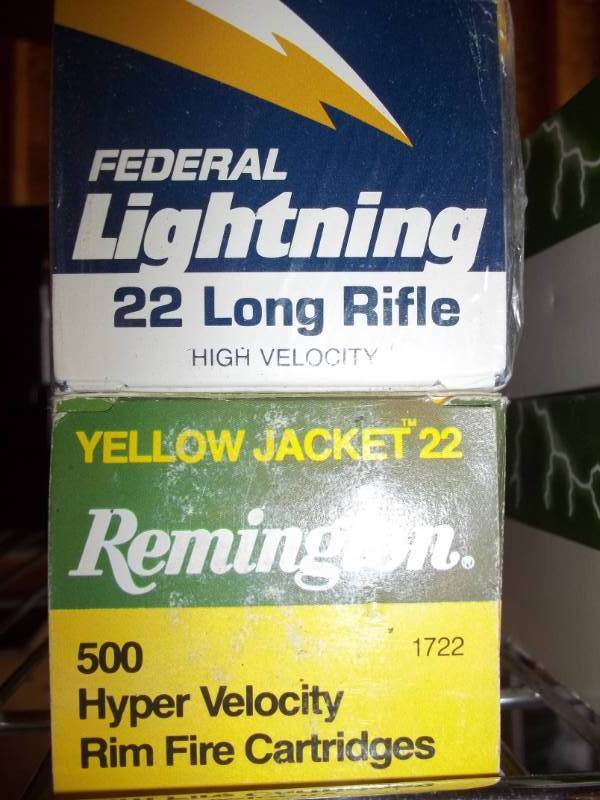 FEDERAL
Lightning
22 Long Rifle
HIGH VELOCITY
YELLOW JACKET™ 22
Remington®
500
1722
Hyper Velocity
Rim Fire Cartridges